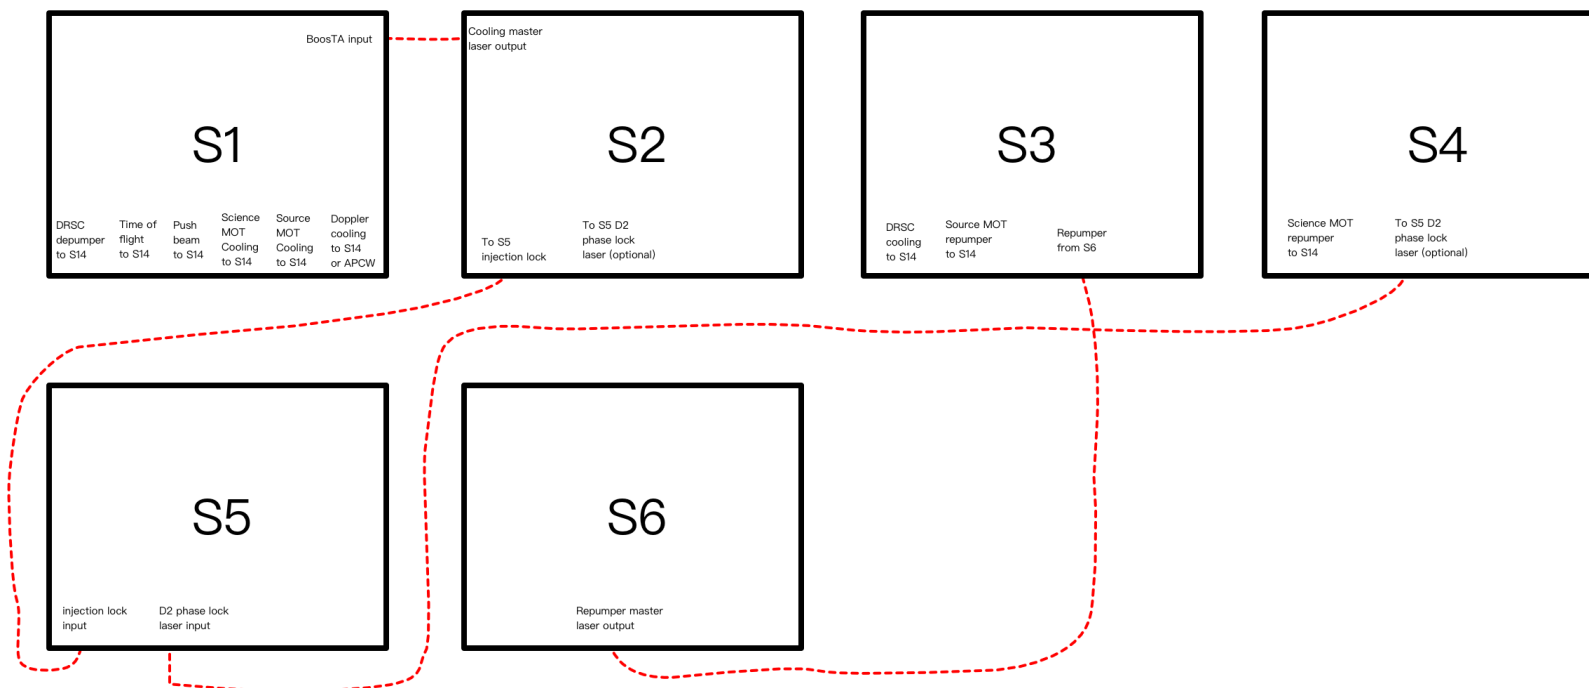 BoosTA input
S1
DRSC
depumper
to S14
Time of
flight
to S14
Push
beam
to S14
Science
MOT
Cooling
to S14
Source
MOT
Cooling
to S14
Doppler
cooling
to S14
or APCW
Cooling master
laser output
S2
To S5
injection lock
To S5 D2
phase lock
laser (optional)
S3
DRSC
cooling
to S14
Source MOT
repumper
to S14
Repumper
from S6
S4
Science MOT
repumper
to S14
To S5 D2
phase lock
laser (optional)
S5
injection lock
input
D2 phase lock
laser input
S6
Repumper master
laser output